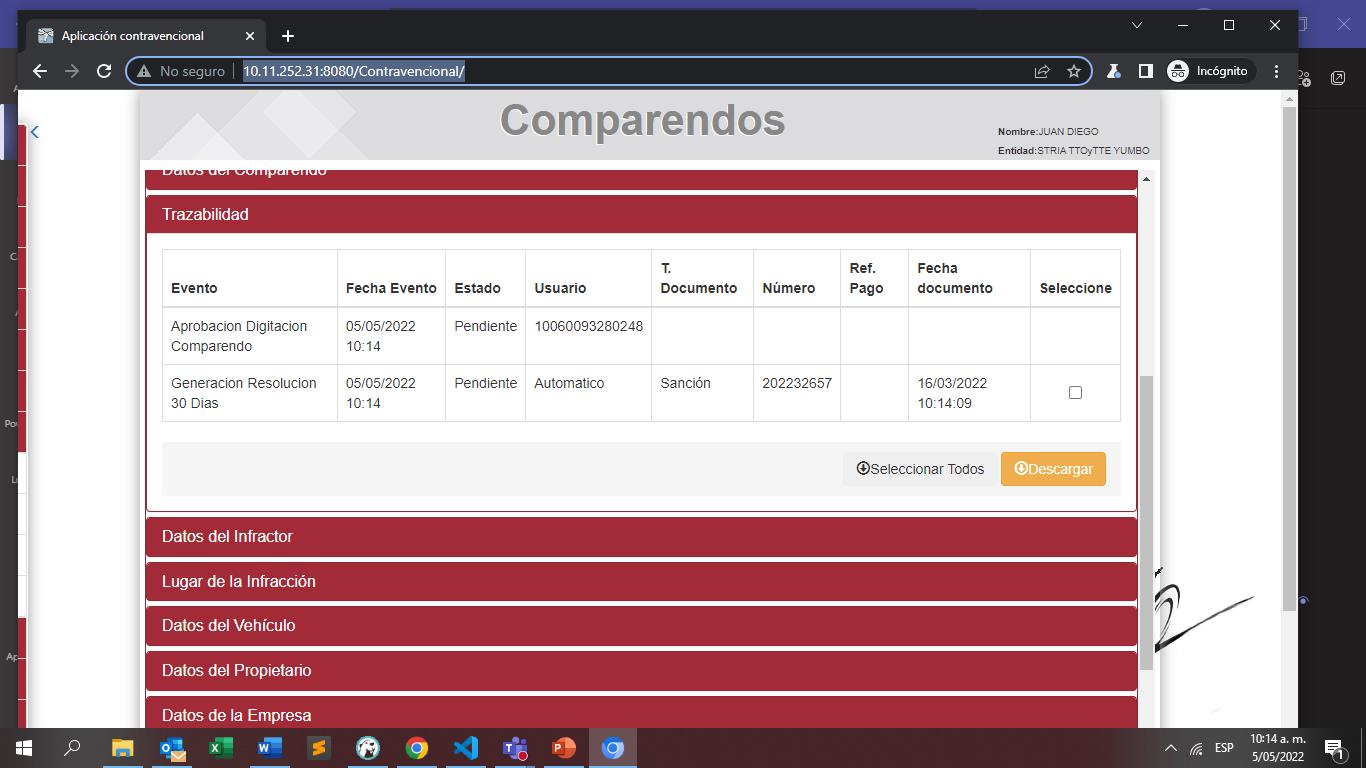 Aplicación contravencional
No seguro
10.11.252.31:8080/Contravencional/
Incógnito
Comparendos
Nombre:JUAN DIEGO
Entidad:STRIA TTOyTTE YUMBO
Datos del Comparendo
Trazabilidad
Evento Fecha Evento Estado Usuario T. Documento Número Ref. Pago Fecha documento Seleccione
Aprobacion Digitacion Comparendo 05/05/2022 10:14 Pendiente 10060093280248
Generacion Resolucion 30 Dias 05/05/2022 10:14 Pendiente Automatico Sanción 202232657 16/03/2022 10:14:09
Seleccionar Todos Descargar
Datos del Infractor
Lugar de la Infracción
Datos del Vehículo
Datos del Propietario
Datos de la Empresa
ESP
10:14 a. m.
5/05/2022
1